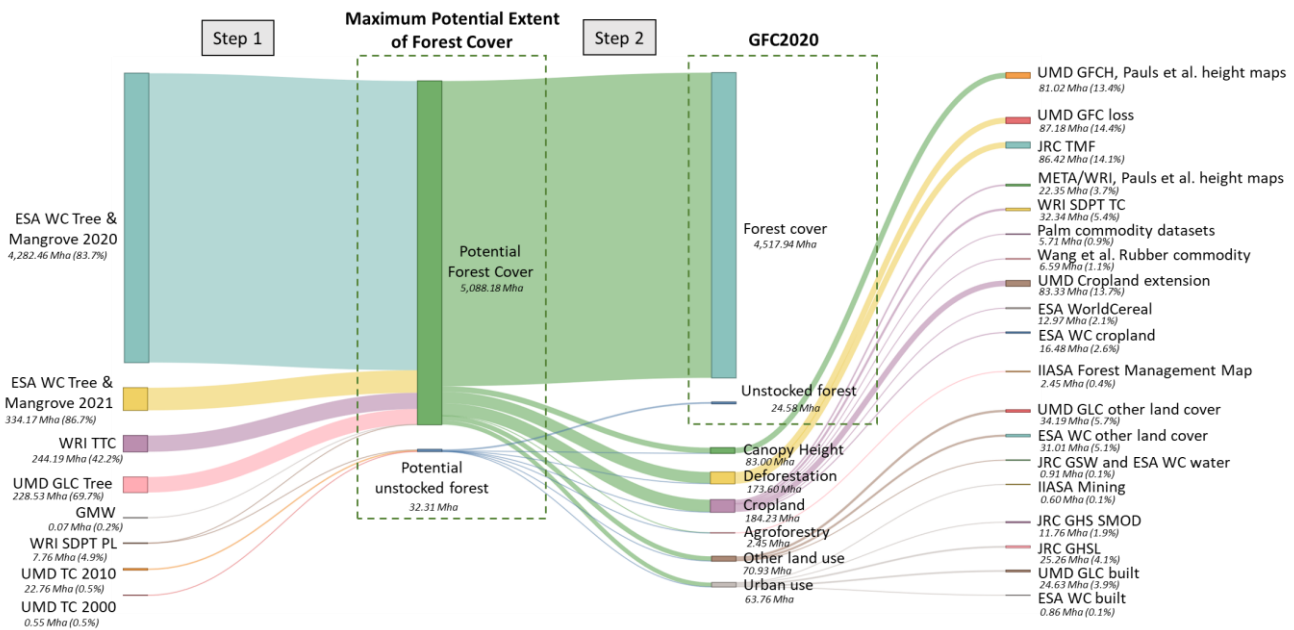 Step 1
Maximum Potential Extent
of Forest Cover
Step 2
GFC2020
ESA WC Tree &
Mangrove 2020
4,282.46 Mha (83.7%)
ESA WC Tree &
Mangrove 2021
334.17 Mha (86.7%)
WRI TTC
244.19 Mha (42.2%)
UMD GLC Tree
228.53 Mha (69.7%)
GMW
0.07 Mha (0.2%)
WRI SDPT PL
7.76 Mha (4.9%)
UMD TC 2010
22.76 Mha (0.5%)
UMD TC 2000
0.55 Mha (0.5%)
Potential
Forest Cover
5,088.18 Mha
Potential
unstocked forest
32.31 Mha
Forest cover
4,517.94 Mha
Unstocked forest
24.58 Mha
Canopy Height
83.00 Mha
Deforestation
173.60 Mha
Cropland
184.23 Mha
Agroforestry
2.45 Mha
Other land use
70.93 Mha
Urban use
63.76 Mha
UMD GFCH, Pauls et al. height maps
81.02 Mha (13.4%)
UMD GFC loss
87.18 Mha (14.4%)
JRC TMF
86.42 Mha (14.1%)
META/WRI, Pauls et al. height maps
22.35 Mha (3.7%)
WRI SDPT TC
32.34 Mha (5.4%)
Palm commodity datasets
5.71 Mha (0.9%)
Wang et al. Rubber commodity
6.59 Mha (1.1%)
UMD Cropland extension
83.33 Mha (13.7%)
ESA WorldCereal
12.97 Mha (2.1%)
ESA WC cropland
16.48 Mha (2.6%)
IIASA Forest Management Map
2.45 Mha (0.4%)
UMD GLC other land cover
34.19 Mha (5.7%)
ESA WC other land cover
31.01 Mha (5.1%)
JRC GSW and ESA WC water
0.91 Mha (0.1%)
IIASA Mining
0.60 Mha (0.1%)
JRC GHS SMOD
11.76 Mha (1.9%)
JRC GHSL
25.26 Mha (4.1%)
UMD GLC built
24.63 Mha (3.9%)
ESA WC built
0.86 Mha (0.1%)